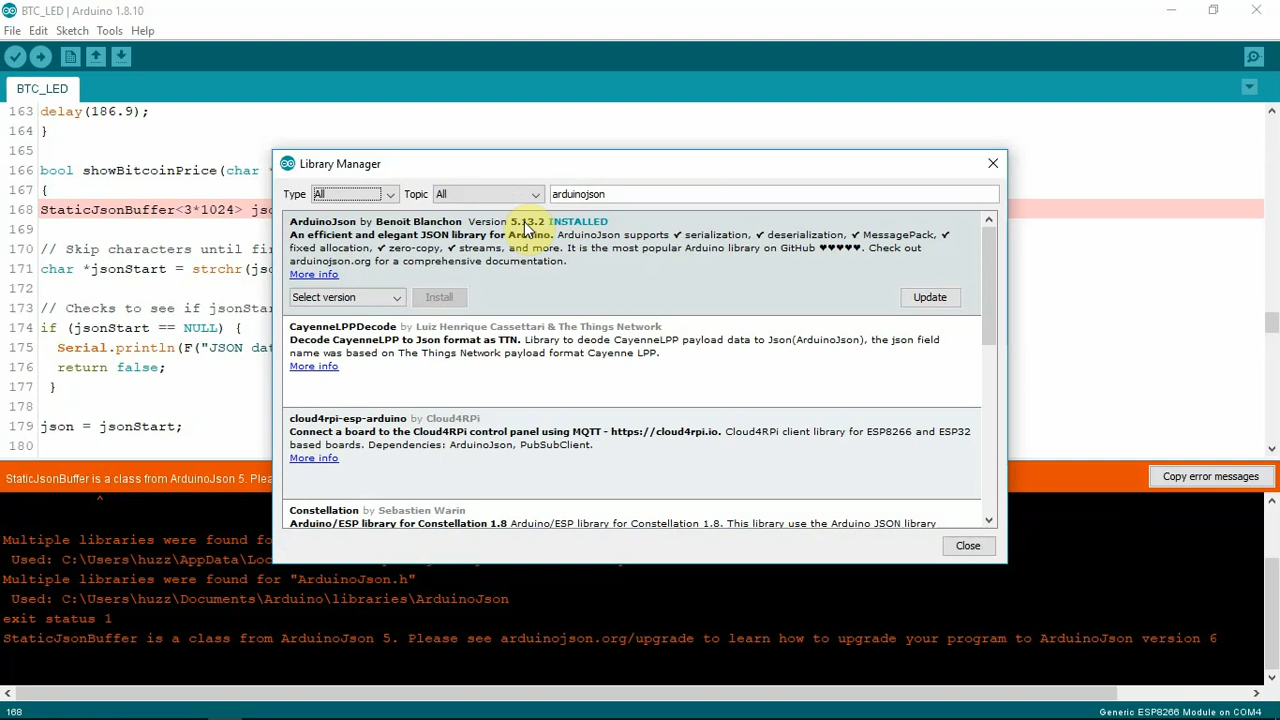 BTC_LED | Arduino 1.8.10
File Edit Sketch Tools Help
BTC_LED
163 delay(186.9);
164 }
165
166 bool showBitcoinPrice(char *
167 {
168 StaticJsonBuffer<3*1024> jso
169
170 // Skip characters until fir
171 char *jsonStart = strchr(js
172
173 // Checks to see if jsonStar
174 if (jsonStart == NULL) {
175 Serial.println(F("JSON dat
176 return false;
177 }
178
179 json = jsonStart;
180
Library Manager
Type All Topic All arduinojson
ArduinoJson by Benoit Blanchon Version 5.13.2 INSTALLED
An efficient and elegant JSON library for Arduino. ArduinoJson supports ✔ serialization, ✔ deserialization, ✔ MessagePack, ✔
fixed allocation, ✔ zero-copy, ✔ streams, and more. It is the most popular Arduino library on GitHub ♥♥♥♥♥. Check out
arduinojson.org for a comprehensive documentation.
More info
Select version Install Update
CayenneLPPDecode by Luiz Henrique Cassettari & The Things Network
Decode CayenneLPP to Json format as TTN. Library to deode CayenneLPP payload data to Json(ArduinoJson), the json field
name was based on The Things Network payload format Cayenne LPP.
More info
cloud4rpi-esp-arduino by Cloud4RPi
Connect a board to the Cloud4RPi control panel using MQTT - https://cloud4rpi.io. Cloud4RPi client library for ESP8266 and ESP32
based boards. Dependencies: ArduinoJson, PubSubClient.
More info
Constellation by Sebastien Warin
Arduino/ESP library for Constellation 1.8 Arduino/ESP library for Constellation 1.8. This library use the Arduino JSON library
Close
StaticJsonBuffer is a class from ArduinoJson 5. Plea
Copy error messages
^
Multiple libraries were found fo
Used: C:\Users\huzz\AppData\Loc
Multiple libraries were found for "ArduinoJson.h"
Used: C:\Users\huzz\Documents\Arduino\libraries\ArduinoJson
exit status 1
StaticJsonBuffer is a class from ArduinoJson 5. Please see arduinojson.org/upgrade to learn how to upgrade your program to ArduinoJson version 6
168 Generic ESP8266 Module on COM4